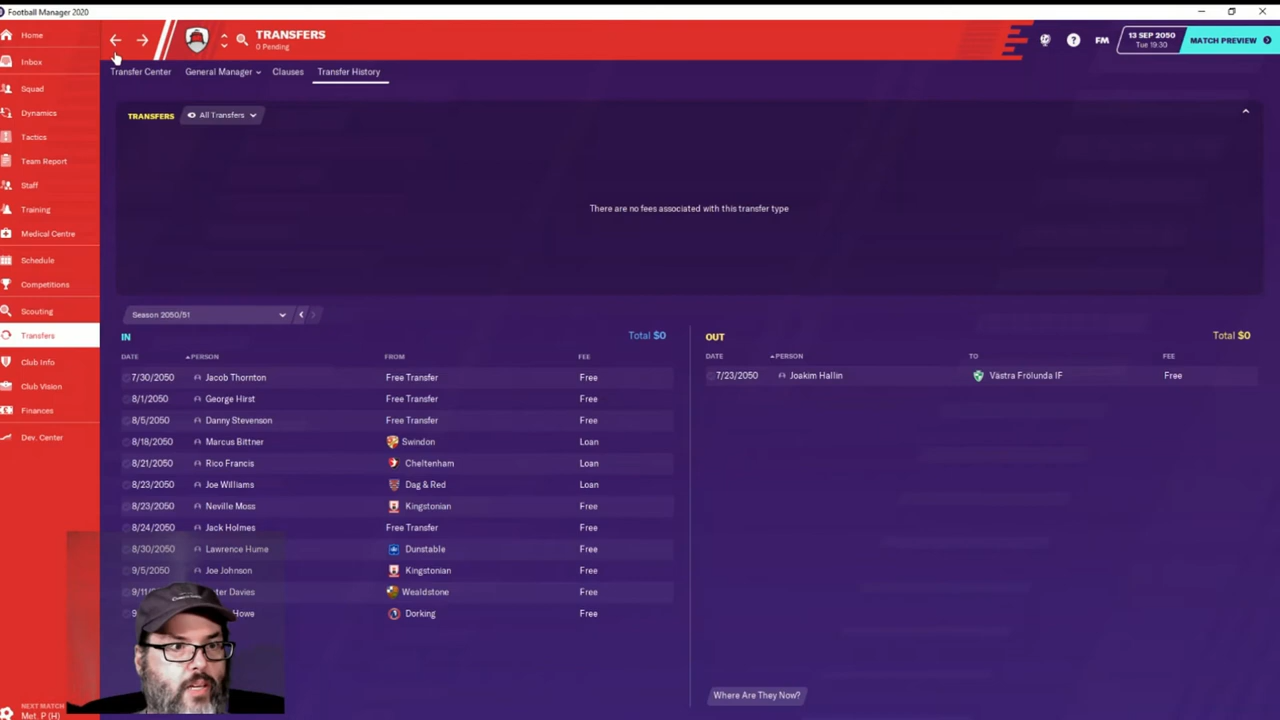 Football Manager 2020
Home
TRANSFERS
0 Pending
FM
13 SEP 2050
Tue 19:30
MATCH PREVIEW
Inbox
Transfer Center
General Manager
Clauses
Transfer History
Squad
Dynamics
Tactics
Team Report
Staff
Training
Medical Centre
Schedule
Competitions
Scouting
Transfers
Club Info
Club Vision
Finances
Dev. Center
NEXT MATCH
Met. P (H)
TRANSFERS
All Transfers
There are no fees associated with this transfer type
Season 2050/51
IN
Total $0
DATE PERSON FROM FEE
7/30/2050 Jacob Thornton Free Transfer Free
8/1/2050 George Hirst Free Transfer Free
8/5/2050 Danny Stevenson Free Transfer Free
8/18/2050 Marcus Bittner Swindon Loan
8/21/2050 Rico Francis Cheltenham Loan
8/23/2050 Joe Williams Dag & Red Loan
8/23/2050 Neville Moss Kingstonian Free
8/24/2050 Jack Holmes Free Transfer Free
8/30/2050 Lawrence Hume Dunstable Free
9/5/2050 Joe Johnson Kingstonian Free
9/11/ Davies Wealdstone Free
Howe Dorking Free
OUT
Total $0
DATE PERSON TO FEE
7/23/2050 Joakim Hallin Västra Frölunda IF Free
Where Are They Now?